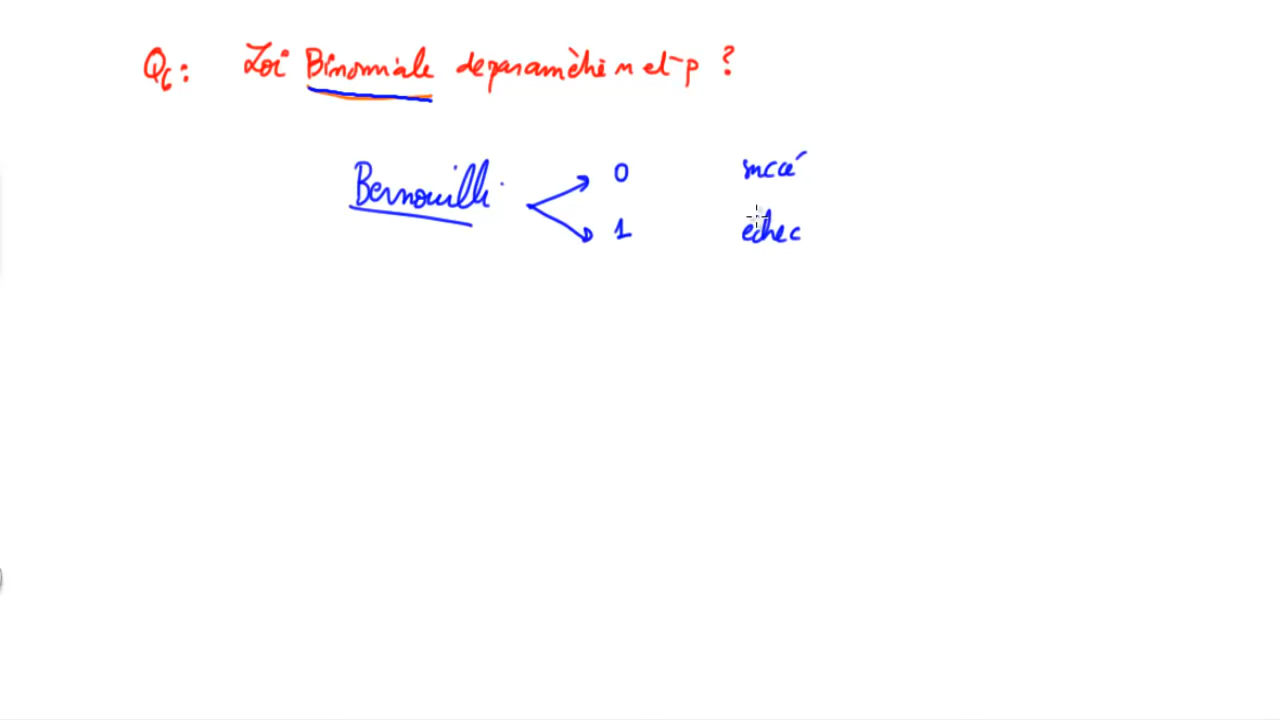 Q6: Loi Binomiale de paramètre n et p ?
Bernouilli 0 succé
1 échec